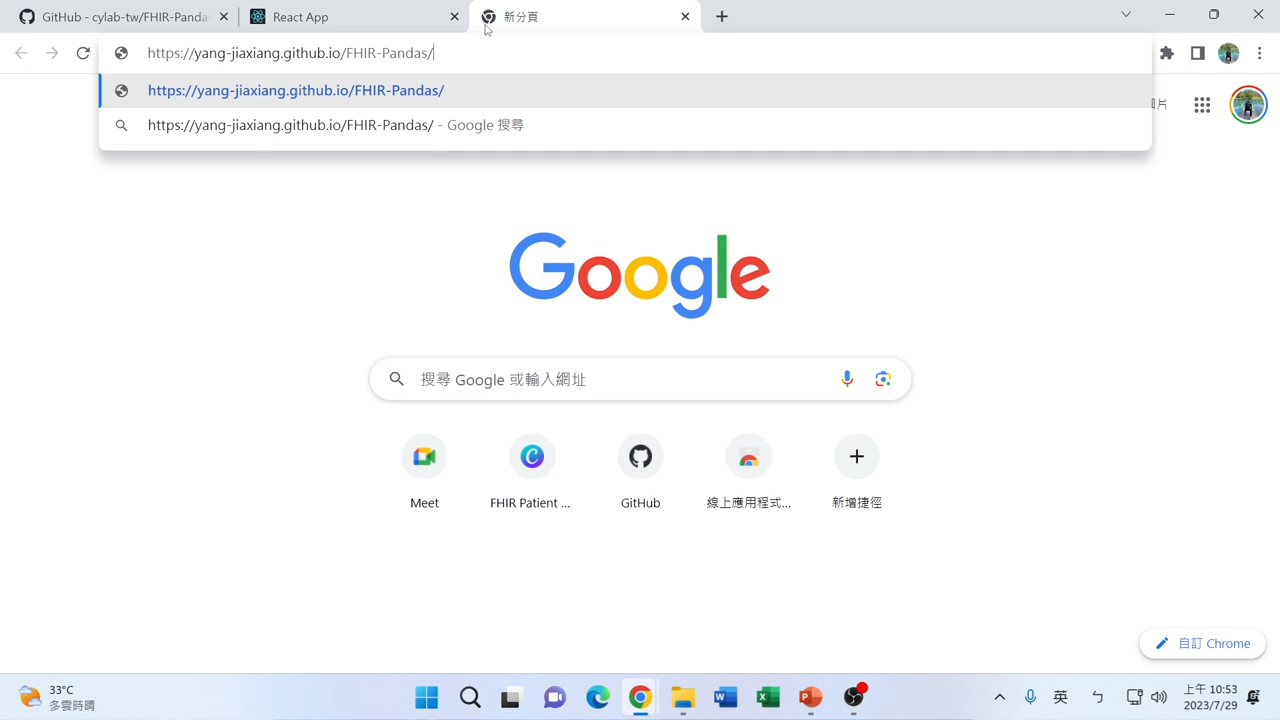 GitHub - cylab-tw/FHIR-Panda
React App
新分頁
https://yang-jiaxiang.github.io/FHIR-Pandas/
https://yang-jiaxiang.github.io/FHIR-Pandas/
https://yang-jiaxiang.github.io/FHIR-Pandas/ - Google 搜尋
片
Google
搜尋 Google 或輸入網址
Meet
FHIR Patient ...
GitHub
線上應用程式...
新增捷徑
自訂 Chrome
33°C
多雲時晴
英
ㄅ
上午 10:53
2023/7/29